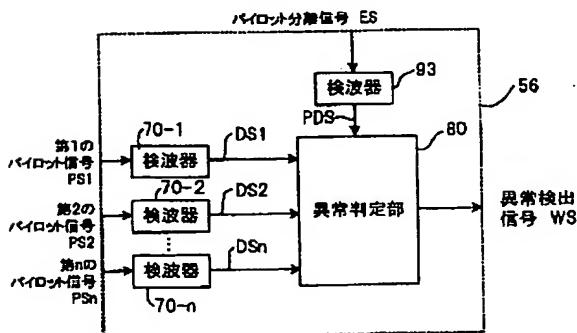 パイロット分離信号 ES
検波器
93
56
PDS
80
第1の
パイロット信号
PS1
70-1
検波器
DS1
第2の
パイロット信号
PS2
70-2
検波器
DS2
異常判定部
異常検出
信号 WS
第nの
パイロット信号
PSn
検波器
DSn
70-n